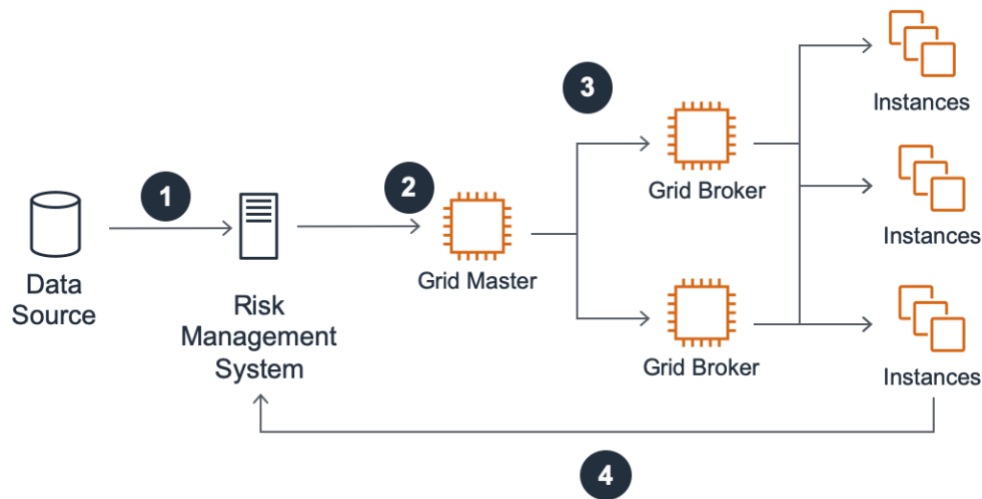 1
Data
Source
Risk
Management
System
2
Grid Master
3
Grid Broker
Grid Broker
Instances
Instances
Instances
4